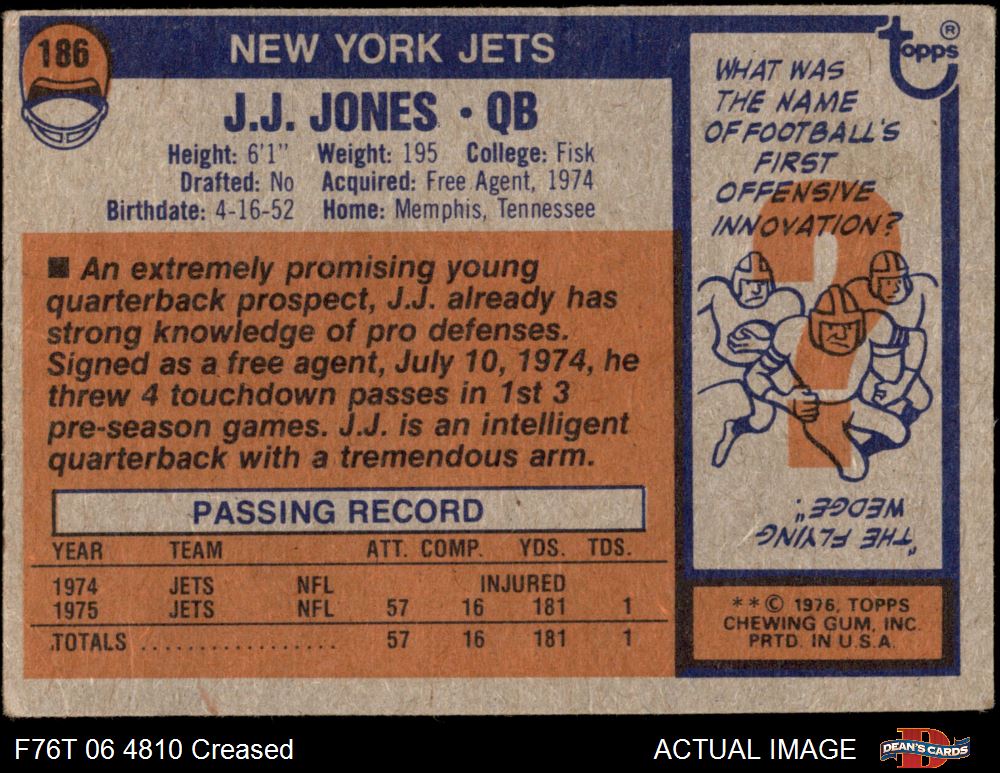 186
NEW YORK JETS
J.J. JONES • QB
Height: 6'1" Weight: 195 College: Fisk
Drafted: No Acquired: Free Agent, 1974
Birthdate: 4-16-52 Home: Memphis, Tennessee
■ An extremely promising young
quarterback prospect, J.J. already has
strong knowledge of pro defenses.
Signed as a free agent, July 10, 1974, he
threw 4 touchdown passes in 1st 3
pre-season games. J.J. is an intelligent
quarterback with a tremendous arm.
PASSING RECORD
YEAR TEAM ATT. COMP. YDS. TDS.
1974 JETS NFL INJURED
1975 JETS NFL 57 16 181 1
TOTALS ................. 57 16 181 1
topps ®
WHAT WAS
THE NAME
OF FOOTBALL'S
FIRST
OFFENSIVE
INNOVATION?
"THE FLYING
WEDGE".
** © 1976, TOPPS
CHEWING GUM, INC.
PRTD. IN U.S.A.
F76T 06 4810 Creased
ACTUAL IMAGE
DEAN'S CARDS